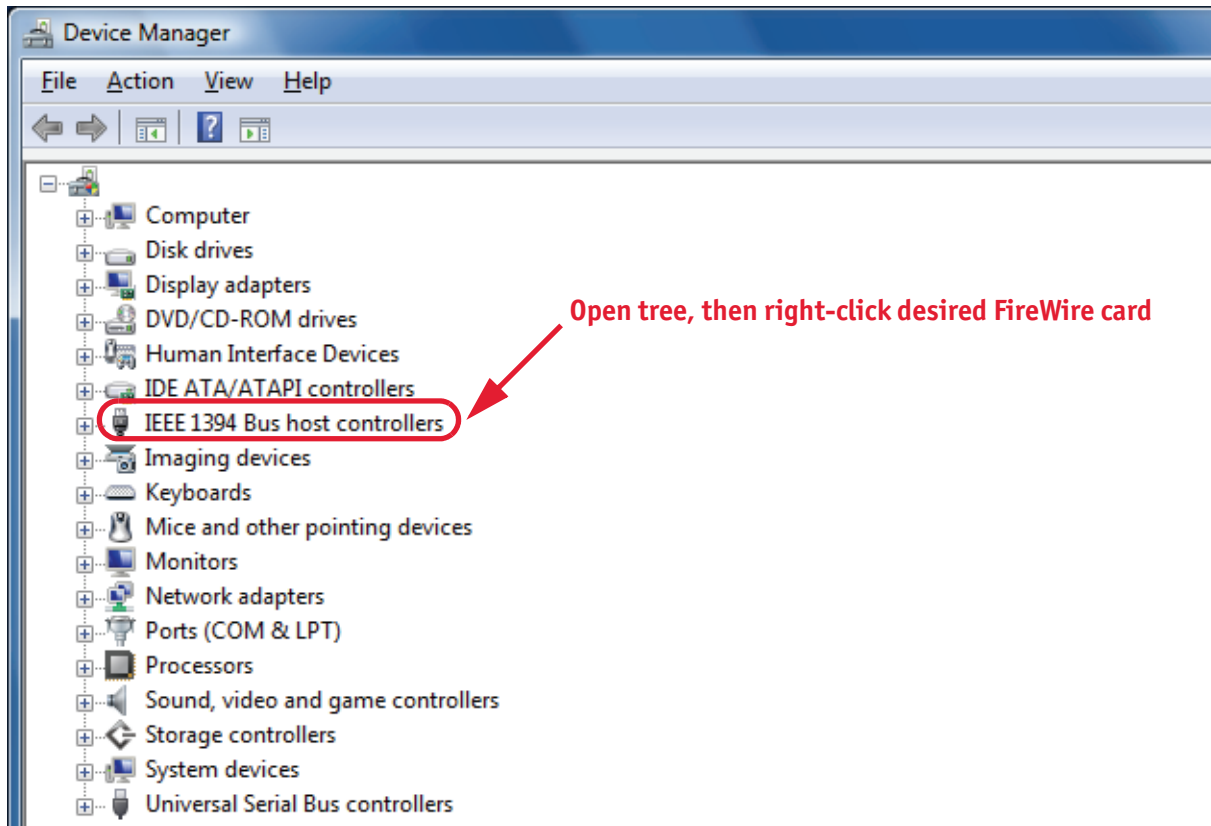 Device Manager
File Action View Help
?
Computer
Disk drives
Display adapters
DVD/CD-ROM drives
Open tree, then right-click desired FireWire card
Human Interface Devices
IDE ATA/ATAPI controllers
IEEE 1394 Bus host controllers
Imaging devices
Keyboards
Mice and other pointing devices
Monitors
Network adapters
Ports (COM & LPT)
Processors
Sound, video and game controllers
Storage controllers
System devices
Universal Serial Bus controllers